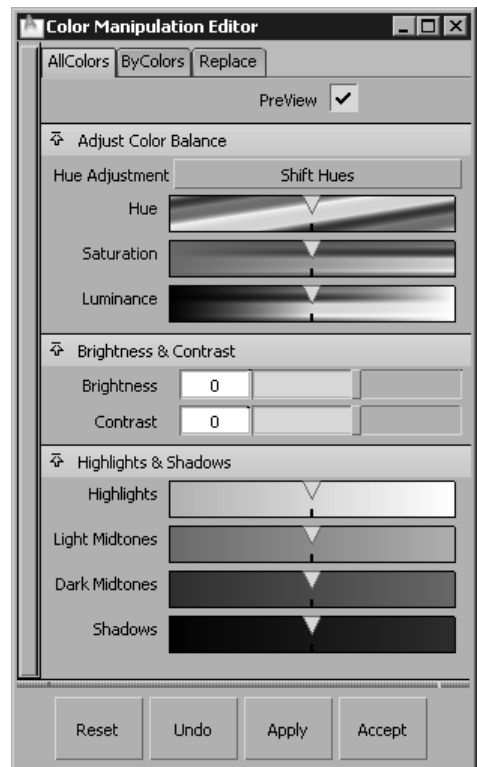 Color Manipulation Editor
AllColors ByColors Replace
PreView
Adjust Color Balance
Hue Adjustment Shift Hues
Hue
Saturation
Luminance
Brightness & Contrast
Brightness 0
Contrast 0
Highlights & Shadows
Highlights
Light Midtones
Dark Midtones
Shadows
Reset Undo Apply Accept